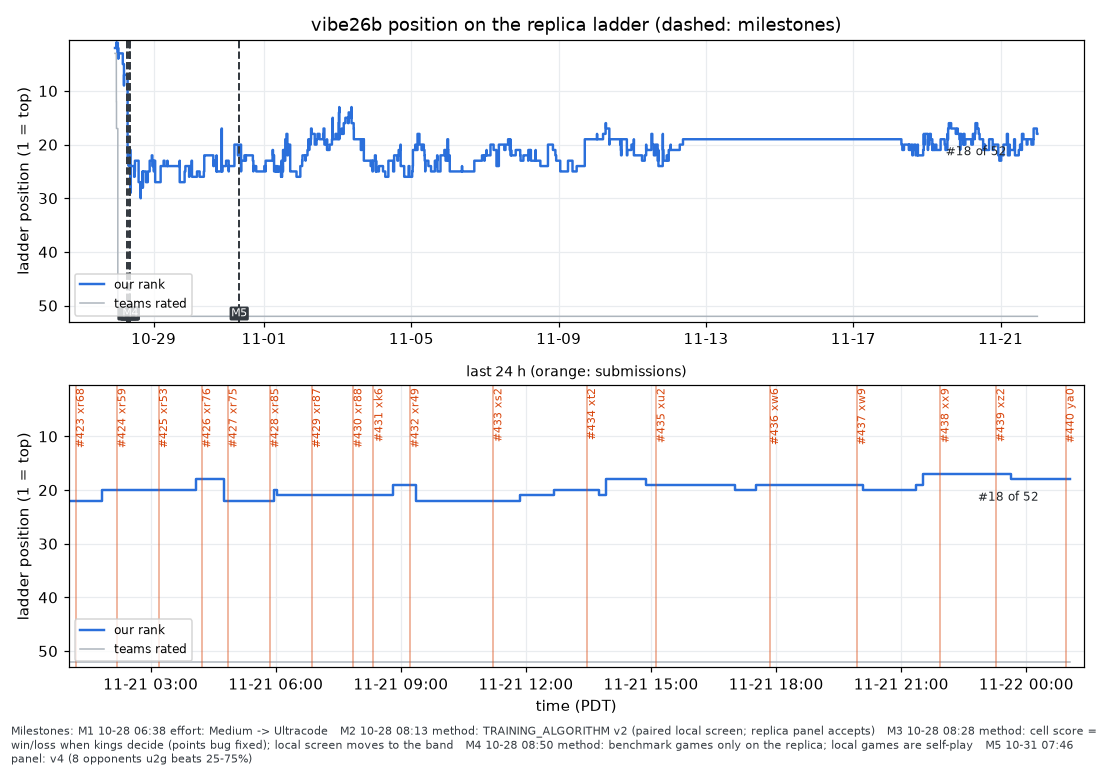 vibe26b position on the replica ladder (dashed: milestones)
ladder position (1 = top)
10
20
30
40
50
#18 of 52
our rank
teams rated
M4
M5
10-29
11-01
11-05
11-09
11-13
11-17
11-21
last 24 h (orange: submissions)
ladder position (1 = top)
10
20
30
40
50
#423 xr68
#424 xr59
#425 xr53
#426 xr76
#427 xr75
#428 xr85
#429 xr87
#430 xr88
#431 xk6
#432 xr49
#433 xs2
#434 xt2
#435 xu2
#436 xw6
#437 xw9
#438 xx9
#439 xz2
#440 ya0
#18 of 52
our rank
teams rated
11-21 03:00
11-21 06:00
11-21 09:00
11-21 12:00
11-21 15:00
11-21 18:00
11-21 21:00
11-22 00:00
time (PDT)
Milestones: M1 10-28 06:38 effort: Medium -> Ultracode M2 10-28 08:13 method: TRAINING_ALGORITHM v2 (paired local screen; replica panel accepts) M3 10-28 08:28 method: cell score =
win/loss when kings decide (points bug fixed); local screen moves to the band M4 10-28 08:50 method: benchmark games only on the replica; local games are self-play M5 10-31 07:46
panel: v4 (8 opponents u2g beats 25-75%)